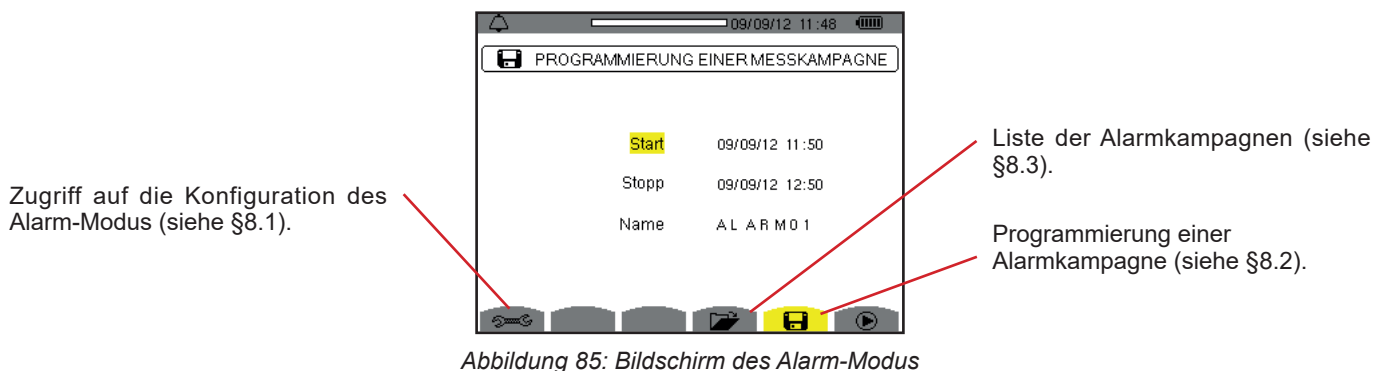 09/09/12 11:48
PROGRAMMIERUNG EINER MESSKAMPAGNE
Start 09/09/12 11:50
Stopp 09/09/12 12:50
Name ALARM01
Zugriff auf die Konfiguration des
Alarm-Modus (siehe §8.1).
Liste der Alarmkampagnen (siehe
§8.3).
Programmierung einer
Alarmkampagne (siehe §8.2).
Abbildung 85: Bildschirm des Alarm-Modus